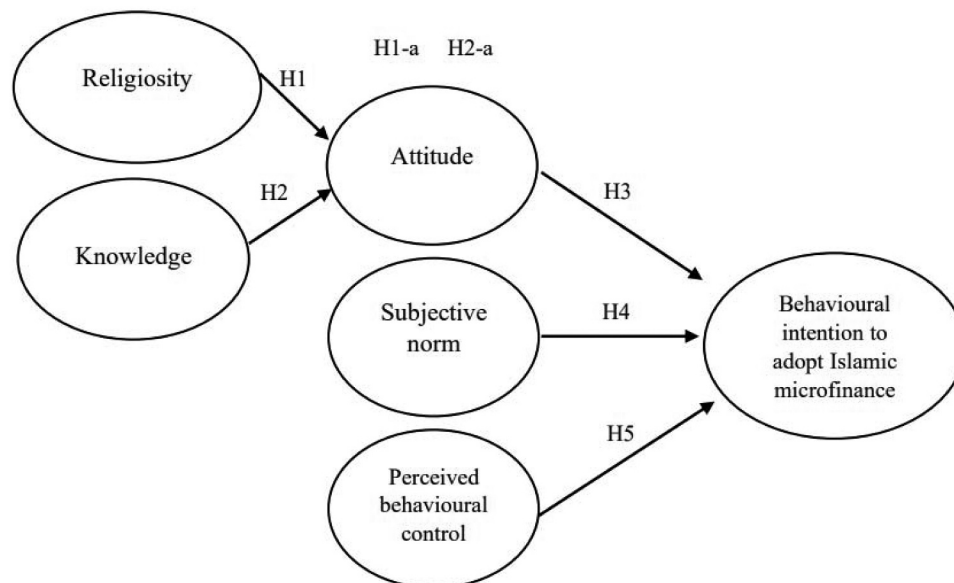 H1-a H2-a
Religiosity
H1
Attitude
H2
Knowledge
H3
Subjective
norm
H4
Behavioural
intention to
adopt Islamic
microfinance
H5
Perceived
behavioural
control